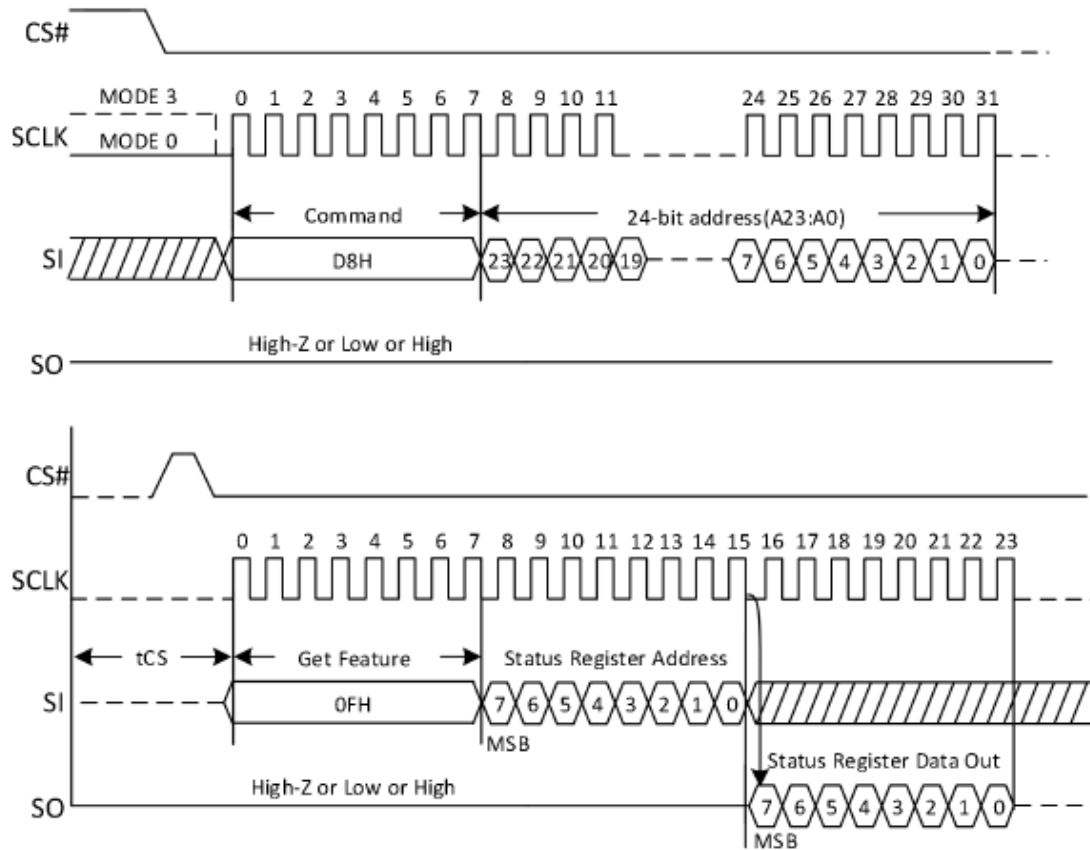 CS#
0 1 2 3 4 5 6 7 8 9 10 11 24 25 26 27 28 29 30 31
MODE 3
SCLK
MODE 0
Command 24-bit address(A23:A0)
SI D8H 23 22 21 20 19 7 6 5 4 3 2 1 0
High-Z or Low or High
SO
CS#
0 1 2 3 4 5 6 7 8 9 10 11 12 13 14 15 16 17 18 19 20 21 22 23
SCLK
tCS Get Feature Status Register Address
SI 0FH 7 6 5 4 3 2 1 0
MSB
Status Register Data Out
High-Z or Low or High
SO 7 6 5 4 3 2 1 0
MSB